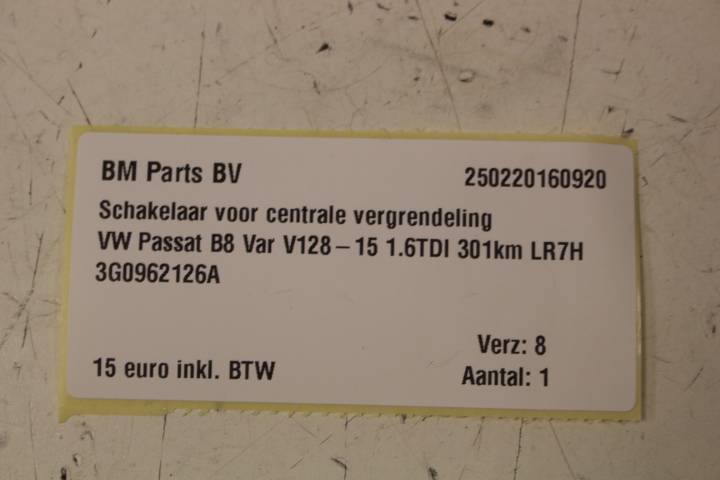 BM Parts BV 250220160920
Schakelaar voor centrale vergrendeling
VW Passat B8 Var V128 – 15 1.6TDI 301km LR7H
3G0962126A
Verz: 8
15 euro inkl. BTW Aantal: 1